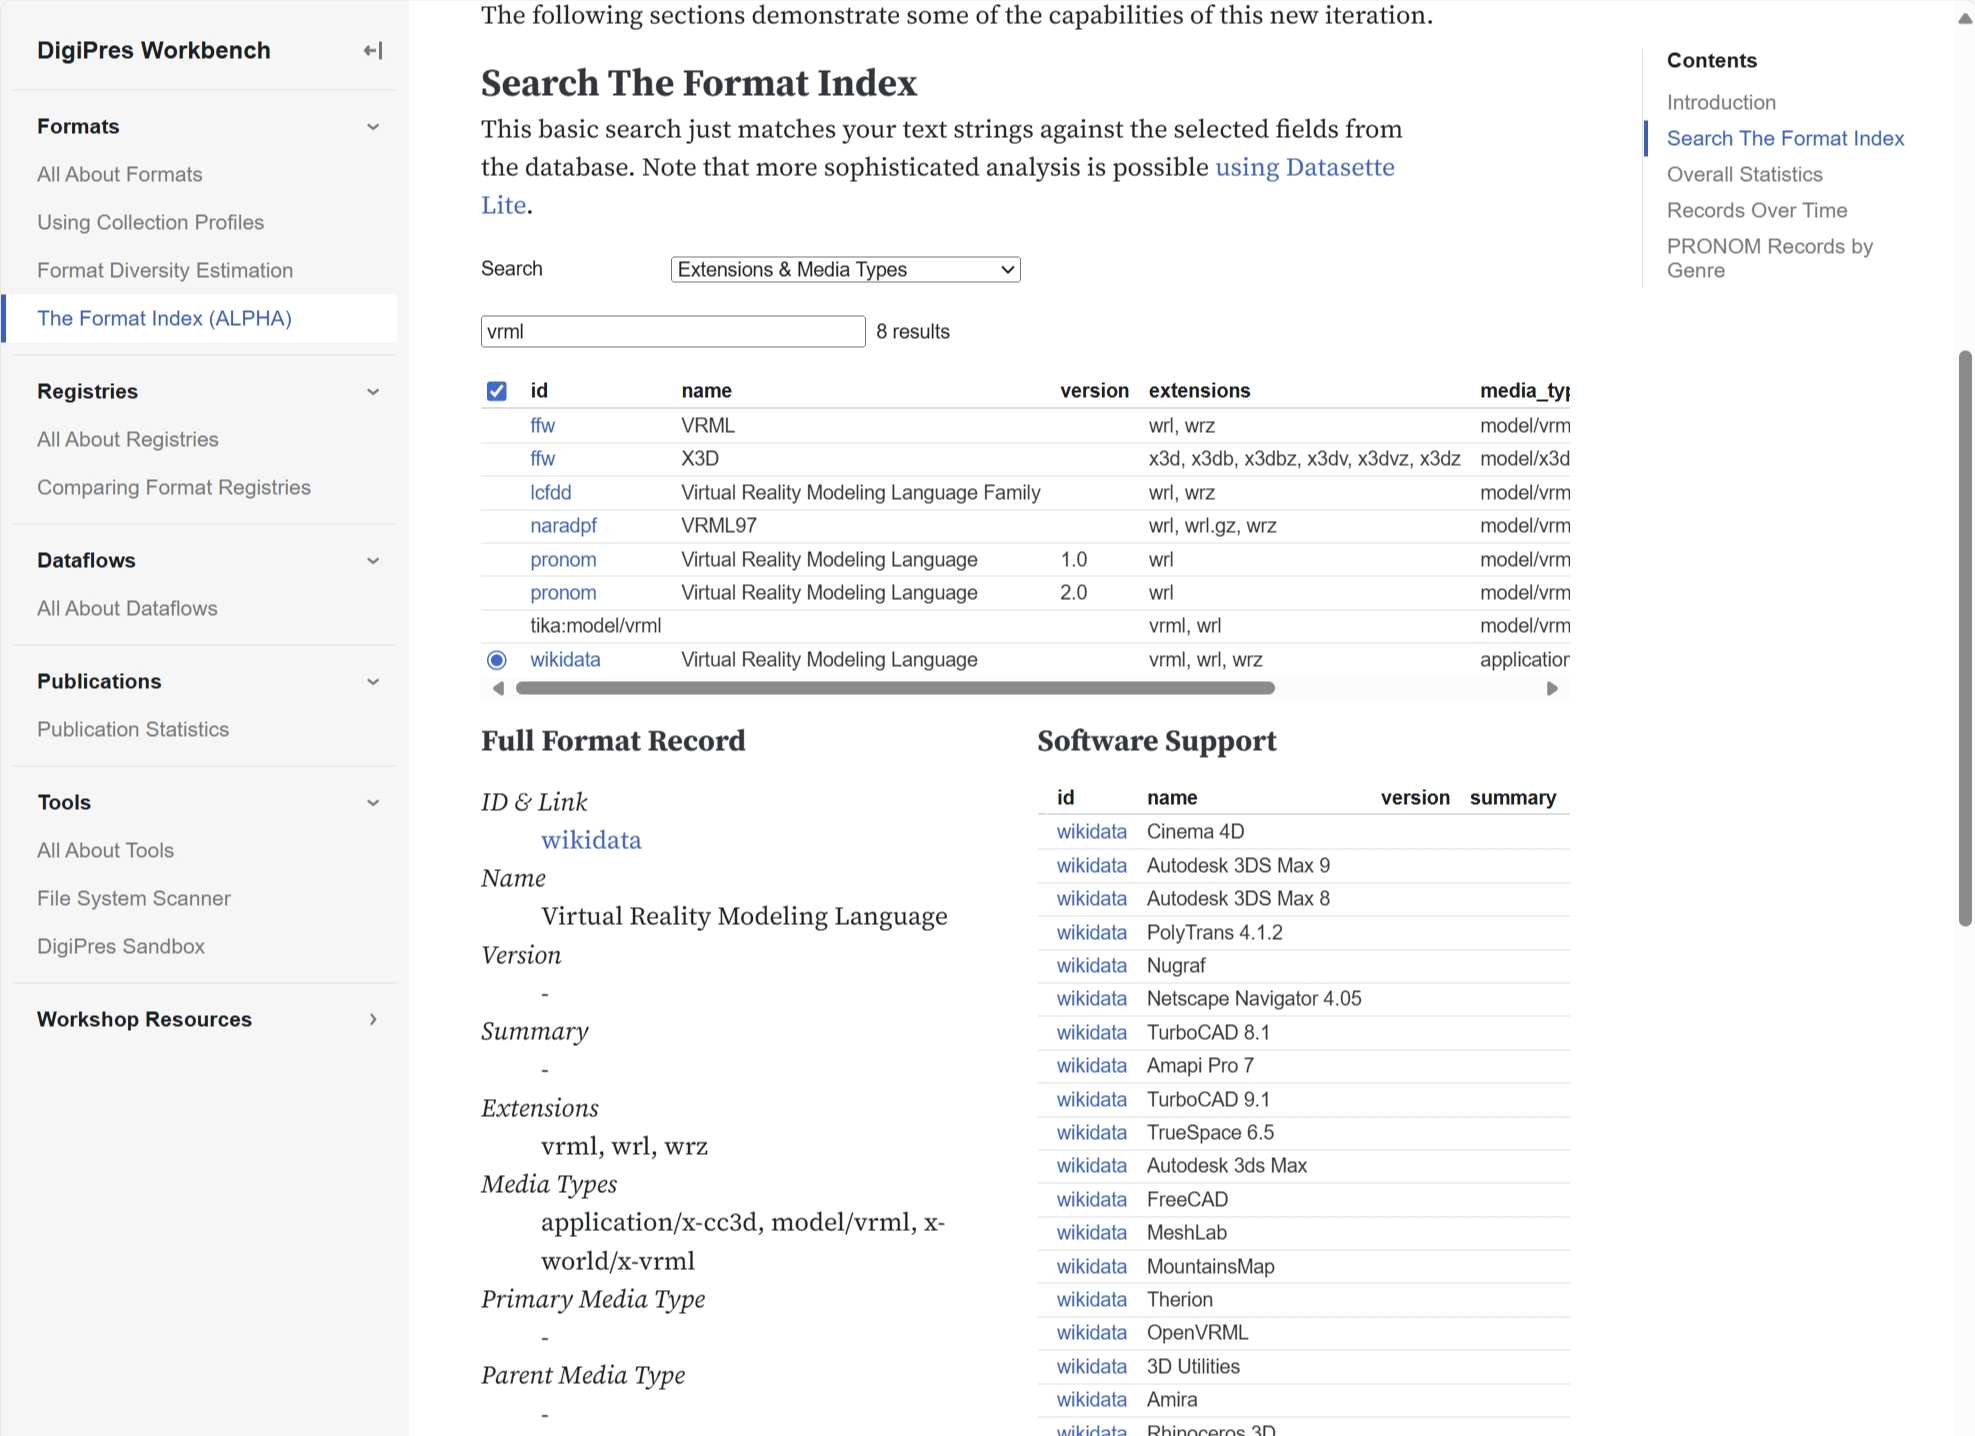 DigiPres Workbench
Formats
All About Formats
Using Collection Profiles
Format Diversity Estimation
The Format Index (ALPHA)
Registries
All About Registries
Comparing Format Registries
Dataflows
All About Dataflows
Publications
Publication Statistics
Tools
All About Tools
File System Scanner
DigiPres Sandbox
Workshop Resources
The following sections demonstrate some of the capabilities of this new iteration.
Search The Format Index
This basic search just matches your text strings against the selected fields from
the database. Note that more sophisticated analysis is possible using Datasette
Lite.
Search Extensions & Media Types
vrml 8 results
id name version extensions media_typ
ffw VRML wrl, wrz model/vrm
ffw X3D x3d, x3db, x3dbz, x3dv, x3dvz, x3dz model/x3d
lcfdd Virtual Reality Modeling Language Family wrl, wrz model/vrm
naradpf VRML97 wrl, wrl.gz, wrz model/vrm
pronom Virtual Reality Modeling Language 1.0 wrl model/vrm
pronom Virtual Reality Modeling Language 2.0 wrl model/vrm
tika:model/vrml vrml, wrl model/vrm
wikidata Virtual Reality Modeling Language vrml, wrl, wrz application
Full Format Record
ID & Link
wikidata
Name
Virtual Reality Modeling Language
Version
-
Summary
-
Extensions
vrml, wrl, wrz
Media Types
application/x-cc3d, model/vrml, x-
world/x-vrml
Primary Media Type
-
Parent Media Type
-
Software Support
id name version summary
wikidata Cinema 4D
wikidata Autodesk 3DS Max 9
wikidata Autodesk 3DS Max 8
wikidata PolyTrans 4.1.2
wikidata Nugraf
wikidata Netscape Navigator 4.05
wikidata TurboCAD 8.1
wikidata Amapi Pro 7
wikidata TurboCAD 9.1
wikidata TrueSpace 6.5
wikidata Autodesk 3ds Max
wikidata FreeCAD
wikidata MeshLab
wikidata MountainsMap
wikidata Therion
wikidata OpenVRML
wikidata 3D Utilities
wikidata Amira
wikidata Rhinoceros 3D
Contents
Introduction
Search The Format Index
Overall Statistics
Records Over Time
PRONOM Records by
Genre